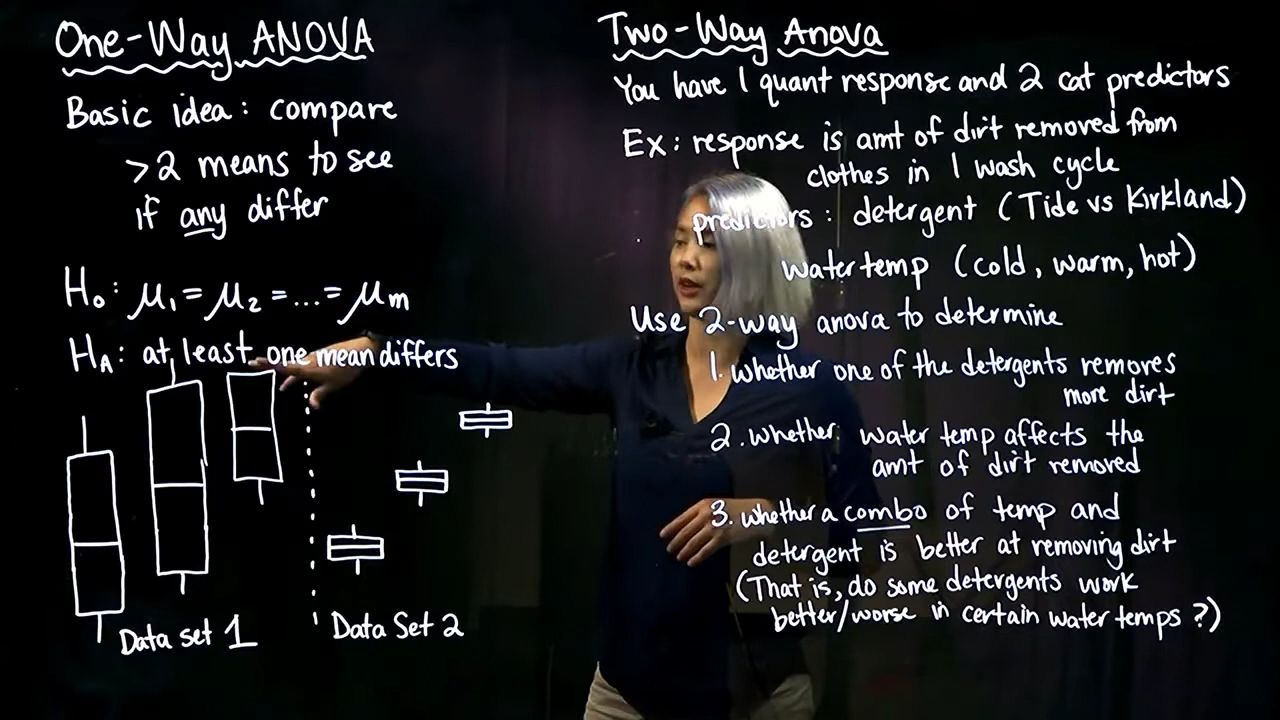 One-Way ANOVA
Basic idea: compare
>2 means to see
if any differ
H₀: μ₁ = μ₂ = ... = μₘ
H_A: at least one mean differs
Data set 1
Data Set 2
Two-Way Anova
You have 1 quant response and 2 cat predictors
Ex: response is amt of dirt removed from
clothes in 1 wash cycle
predictors: detergent (Tide vs Kirkland)
water temp (cold, warm, hot)
Use 2-way anova to determine
1. whether one of the detergents removes
more dirt
2. whether water temp affects the
amt of dirt removed
3. whether a combo of temp and
detergent is better at removing dirt
(That is, do some detergents work
better/worse in certain water temps?)